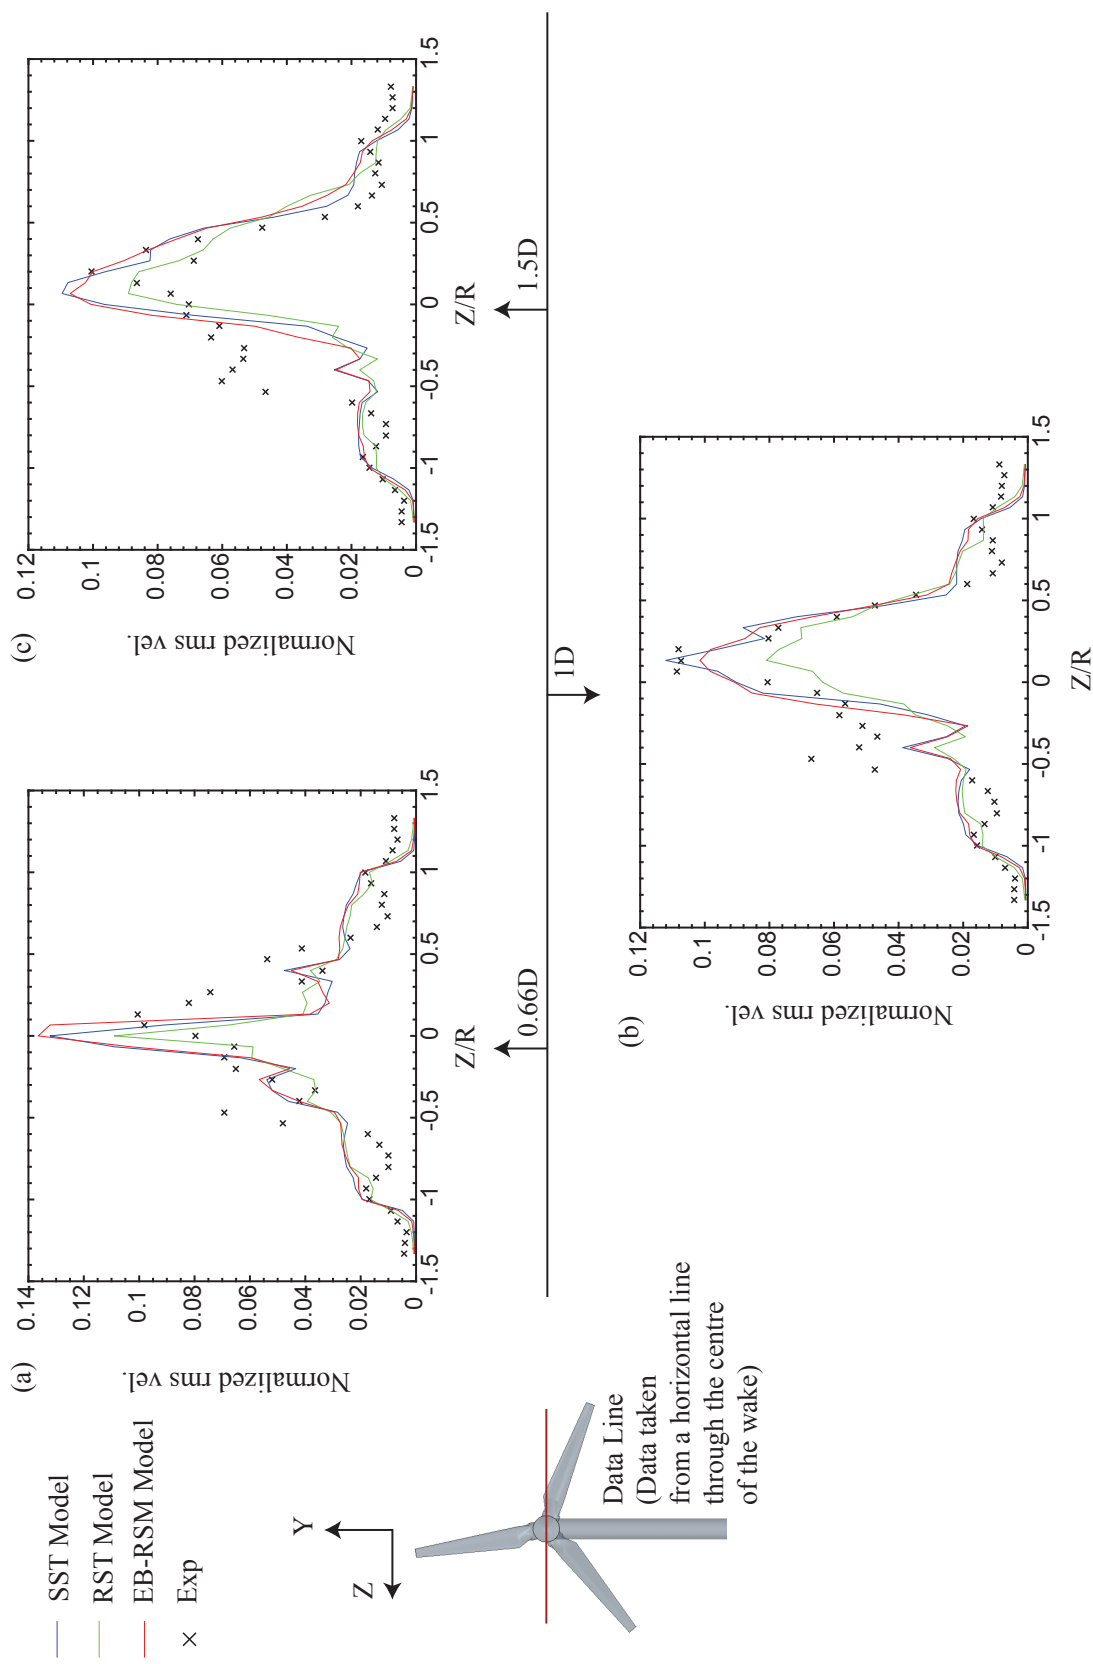 SST Model
RST Model
EB-RSM Model
Exp
Y
Z
Data Line
(Data taken
from a horizontal line
through the centre
of the wake)
(a)
Normalized rms vel.
0.14
0.12
0.1
0.08
0.06
0.04
0.02
0
-1.5
-1
-0.5
0
0.5
1
1.5
Z/R
0.66D
(c)
Normalized rms vel.
0.12
0.1
0.08
0.06
0.04
0.02
0
-1.5
-1
-0.5
0
0.5
1
1.5
Z/R
1.5D
1D
(b)
Normalized rms vel.
0.12
0.1
0.08
0.06
0.04
0.02
0
-1.5
-1
-0.5
0
0.5
1
1.5
Z/R